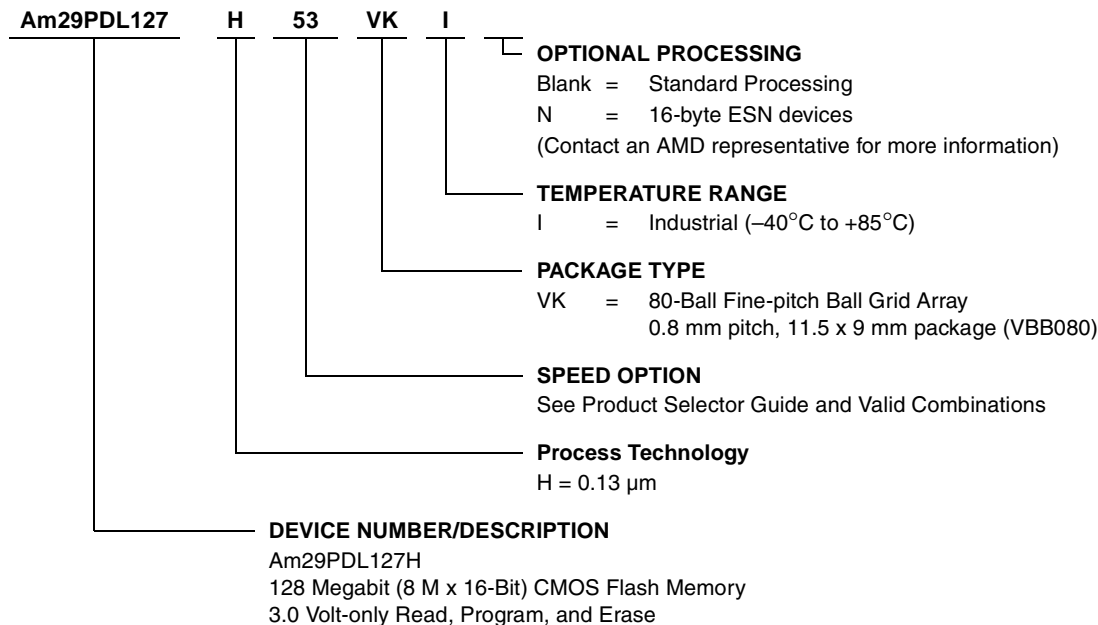 Am29PDL127 H 53 VK I
OPTIONAL PROCESSING
Blank = Standard Processing
N = 16-byte ESN devices
(Contact an AMD representative for more information)
TEMPERATURE RANGE
I = Industrial (–40°C to +85°C)
PACKAGE TYPE
VK = 80-Ball Fine-pitch Ball Grid Array
0.8 mm pitch, 11.5 x 9 mm package (VBB080)
SPEED OPTION
See Product Selector Guide and Valid Combinations
Process Technology
H = 0.13 µm
DEVICE NUMBER/DESCRIPTION
Am29PDL127H
128 Megabit (8 M x 16-Bit) CMOS Flash Memory
3.0 Volt-only Read, Program, and Erase